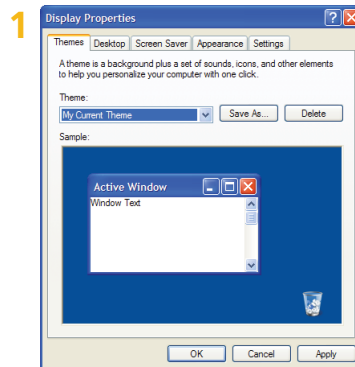 1
Display Properties
Themes Desktop Screen Saver Appearance Settings
A theme is a background plus a set of sounds, icons, and other elements
to help you personalize your computer with one click.
Theme:
My Current Theme Save As... Delete
Sample:
Active Window
Window Text
OK Cancel Apply